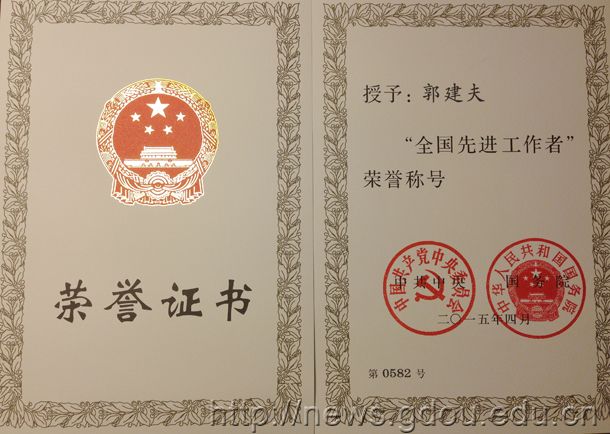 荣誉证书
授予：郭建夫
“全国先进工作者”
荣誉称号
中国共产党中央委员会
中共中央
中华人民共和国国务院
国务院
二〇一五年四月
第 0582 号
http://news.gdou.edu.cn